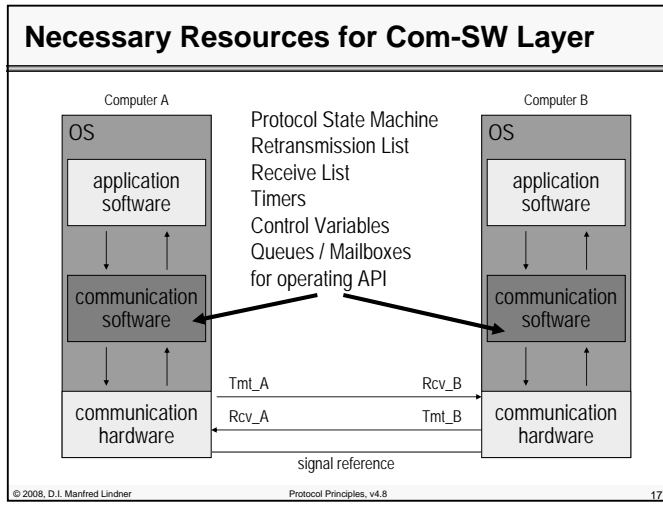 Necessary Resources for Com-SW Layer
Computer A
OS
application
software
communication
software
communication
hardware
Protocol State Machine
Retransmission List
Receive List
Timers
Control Variables
Queues / Mailboxes
for operating API
Computer B
OS
application
software
communication
software
communication
hardware
Tmt_A Rcv_B
Rcv_A Tmt_B
signal reference
© 2008, D.I. Manfred Lindner Protocol Principles, v4.8 17